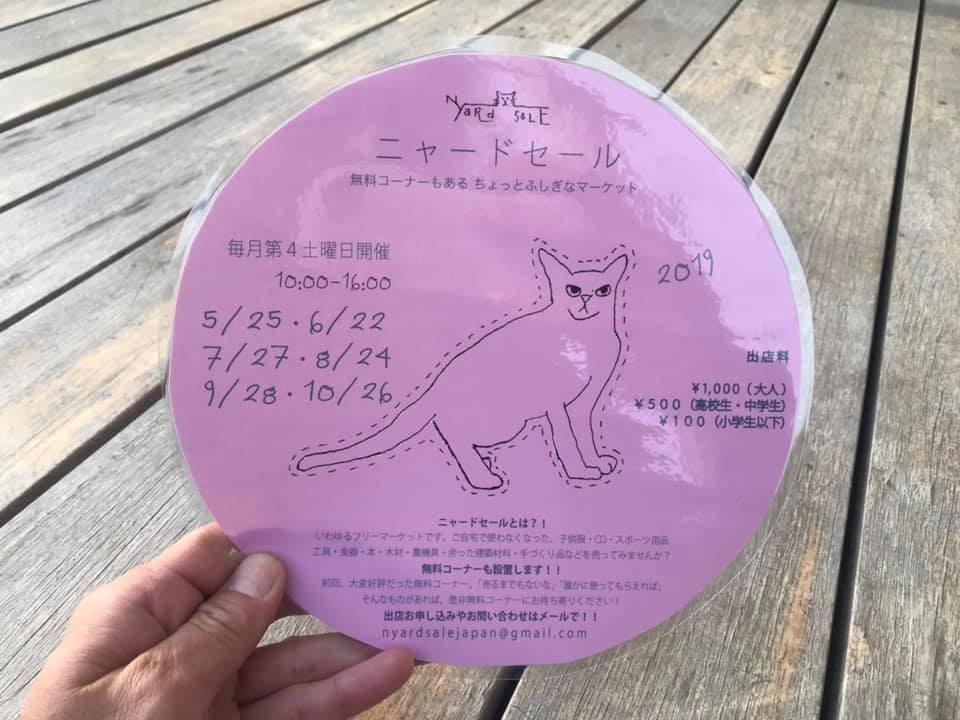 Nyard SALE
ニャードセール
無料コーナーもある ちょっとふしぎなマーケット
毎月第4土曜日開催
10:00-16:00
5/25・6/22
7/27・8/24
9/28・10/26
2019
出店料
¥1,000（大人）
¥500（高校生・中学生）
¥100（小学生以下）
ニャードセールとは？！
いわゆるフリーマーケットです。ご自宅で使わなくなった、子供服・CD・スポーツ用品
工具・食器・本・木材・農機具・余った建築材料・手づくり品などを売ってみませんか？
無料コーナーも設置します！！
前回、大変好評だった無料コーナー。「売るまでもないな」「誰かに使ってもらえれば」
そんなものがあれば、是非無料コーナーにお持ち寄りください！
出店お申し込みやお問い合わせはメールで！！
nyardsalejapan@gmail.com